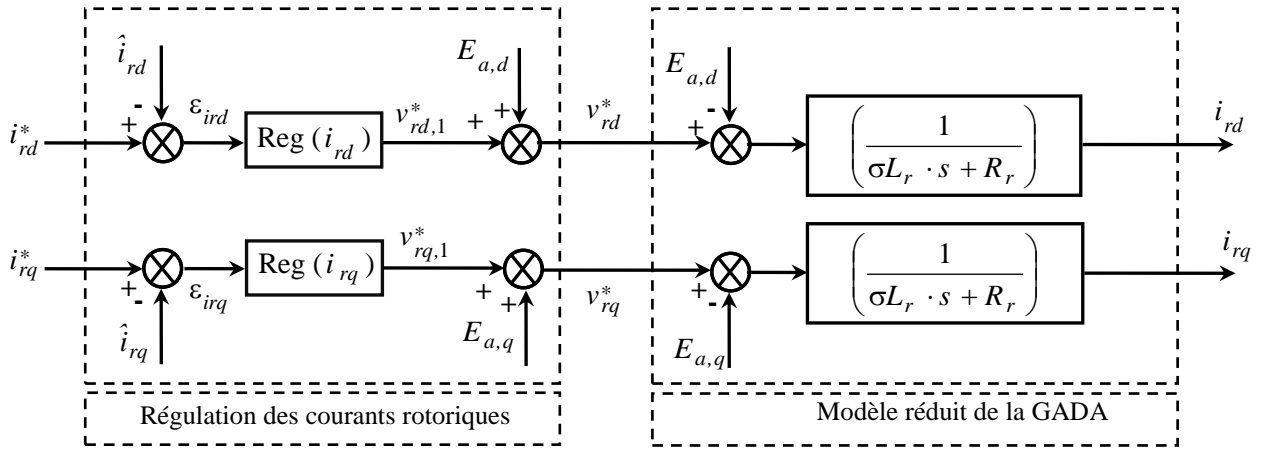 î_rd
E_a,d
E_a,d
-
+
ε_ird
v*_rd,1
+
+
v*_rd
-
+
i*_rd
Reg (i_rd)
(1 / (σL_r · s + R_r))
i_rd
i*_rq
+
-
ε_irq
Reg (i_rq)
v*_rq,1
+
+
v*_rq
+
-
(1 / (σL_r · s + R_r))
i_rq
î_rq
E_a,q
E_a,q
Régulation des courants rotoriques
Modèle réduit de la GADA